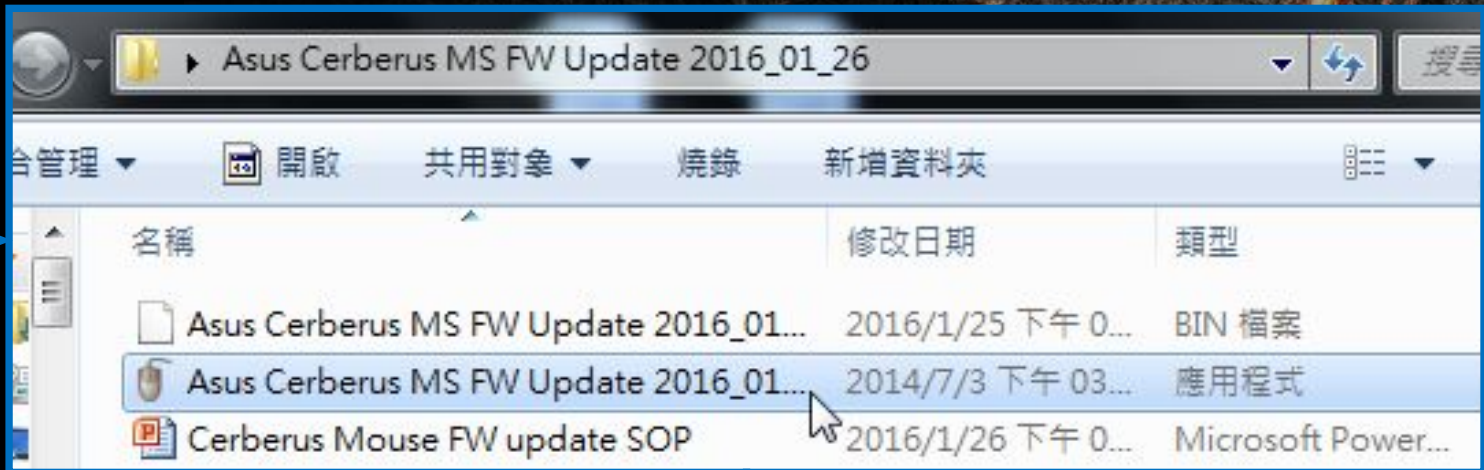 Asus Cerberus MS FW Update 2016_01_26 搜尋
合管理 開啟 共用對象 燒錄 新增資料夾
名稱 修改日期 類型
Asus Cerberus MS FW Update 2016_01... 2016/1/25 下午 0... BIN 檔案
Asus Cerberus MS FW Update 2016_01... 2014/7/3 下午 03... 應用程式
Cerberus Mouse FW update SOP 2016/1/26 下午 0... Microsoft Power...